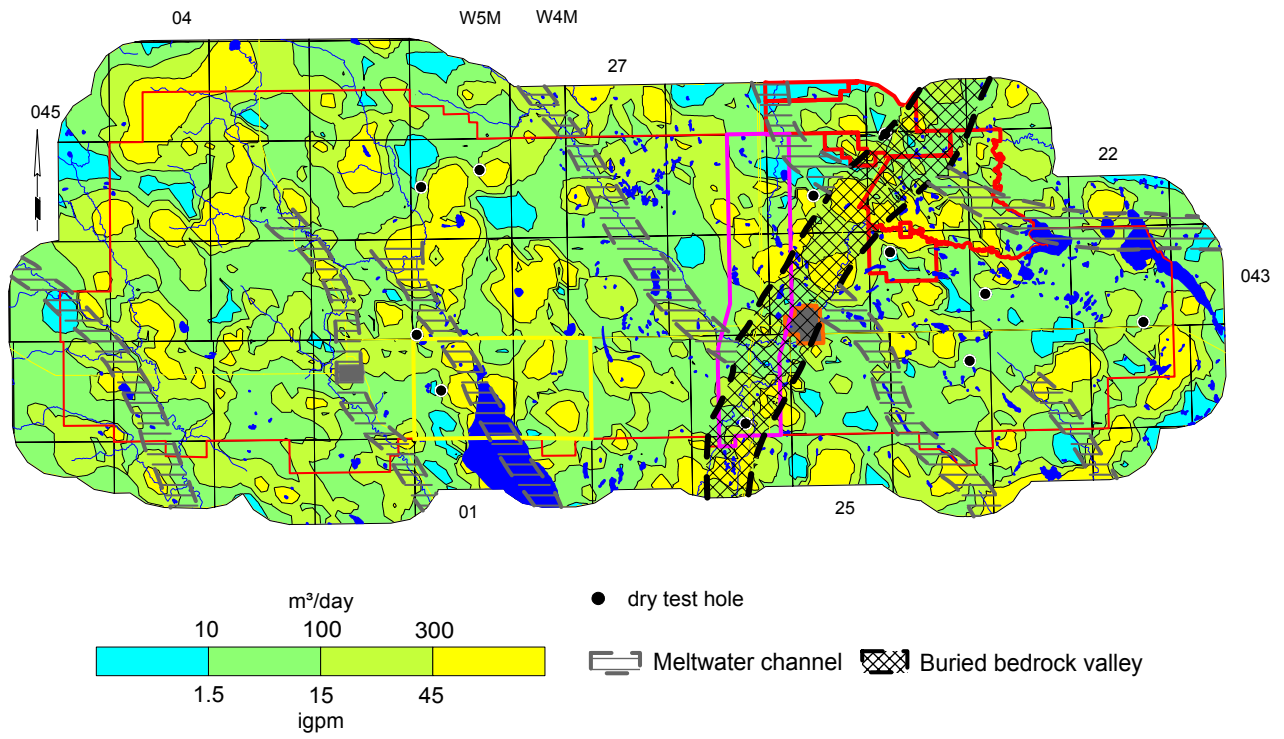 04
W5M
W4M
27
045
22
043
01
25
m³/day
10
100
300
1.5
15
45
igpm
dry test hole
Meltwater channel
Buried bedrock valley